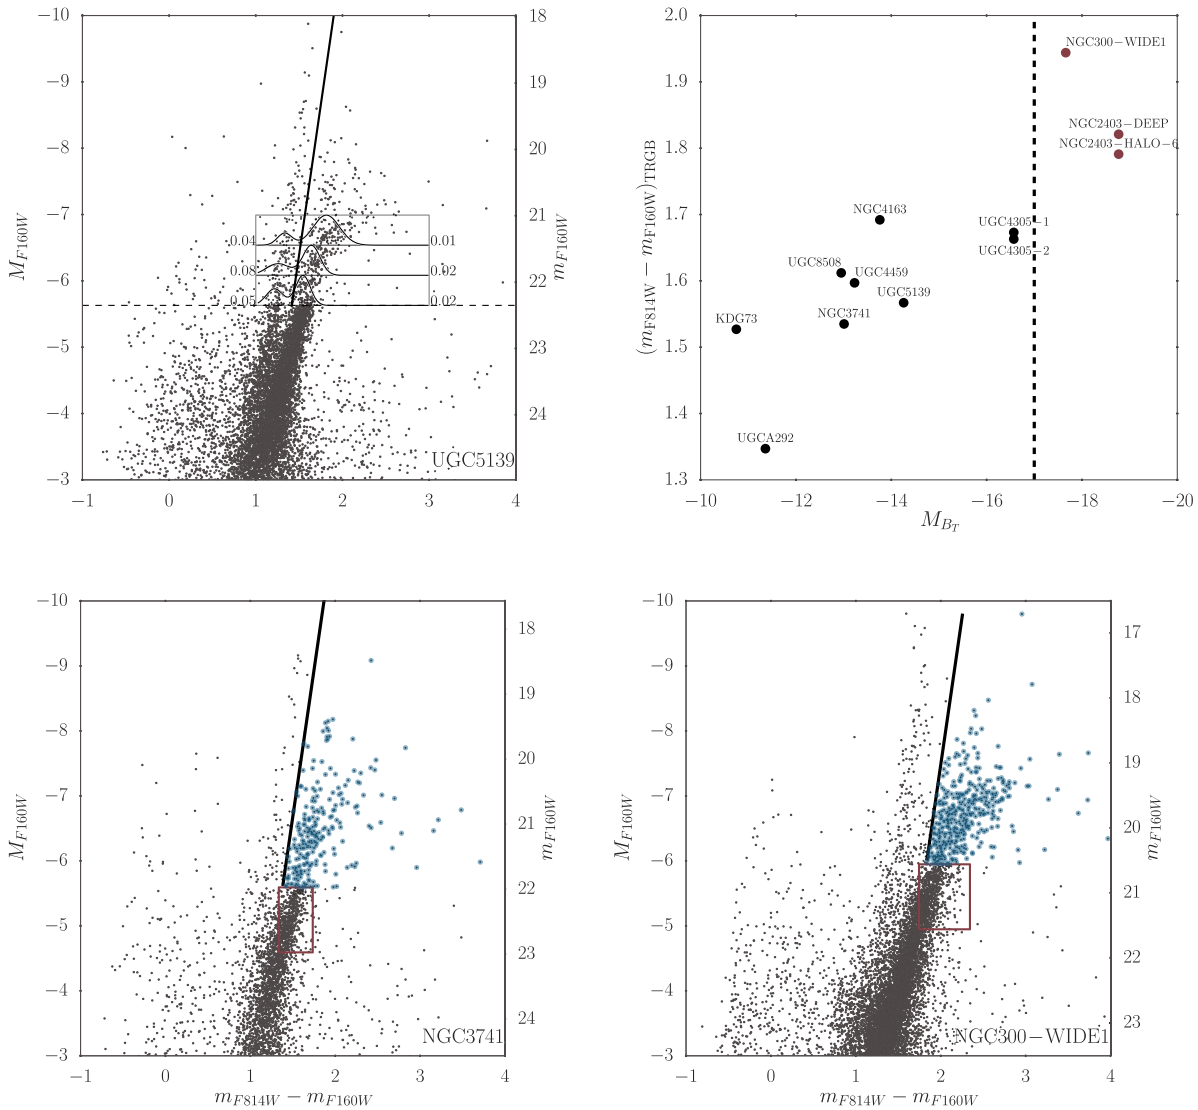 −10 18
−9 19
−8 20
−7 21
−6 22
−5 23
−4 24
−3
M_F160W
m_F160W
0.04 0.01
0.08 0.02
0.05 0.02
UGC5139
−1 0 1 2 3 4
2.0
1.9
1.8
1.7
1.6
1.5
1.4
1.3
(m_F814W − m_F160W)_TRGB
NGC300−WIDE1
NGC2403−DEEP
NGC2403−HALO−6
NGC4163
UGC4305−1
UGC4305−2
UGC8508
UGC4459
UGC5139
KDG73
NGC3741
UGCA292
−10 −12 −14 −16 −18 −20
M_B_T
−10
−9
−8
−7
−6
−5
−4
−3
M_F160W
18
19
20
21
22
23
24
m_F160W
NGC3741
−1 0 1 2 3 4
m_F814W − m_F160W
−10
−9
−8
−7
−6
−5
−4
−3
M_F160W
17
18
19
20
21
22
23
m_F160W
NGC300−WIDE1
−1 0 1 2 3 4
m_F814W − m_F160W